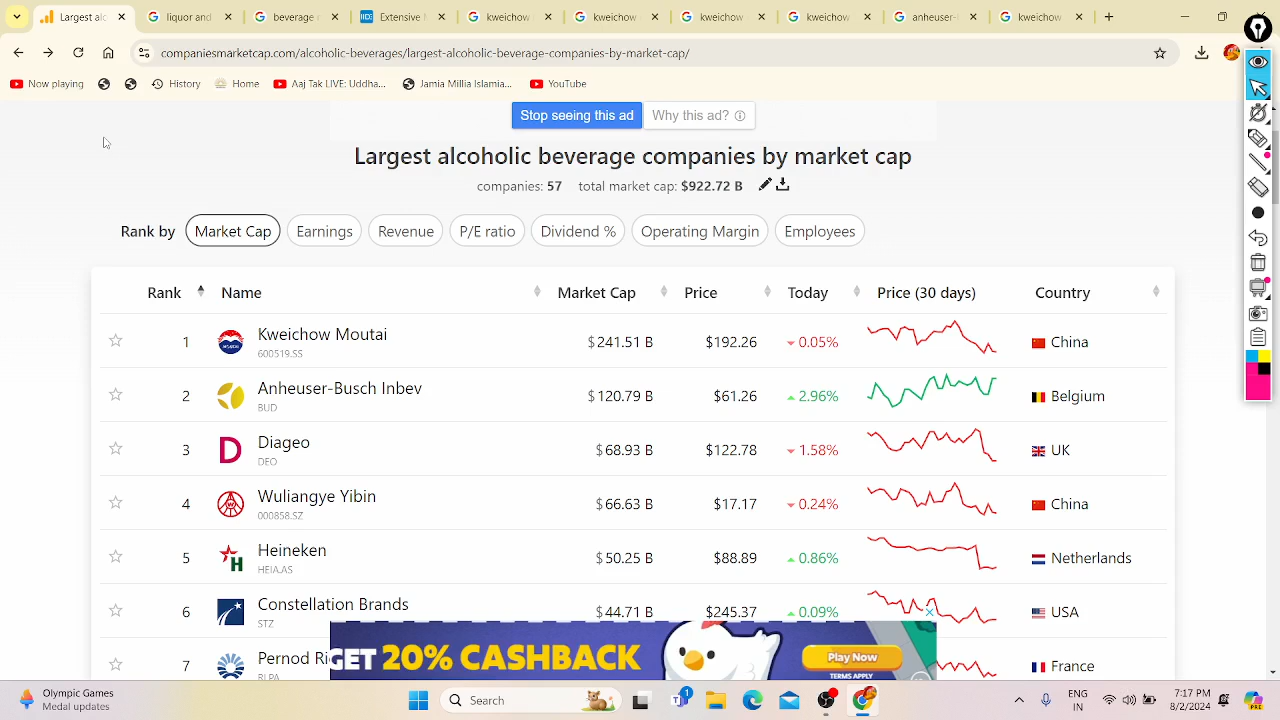 Largest alc
liquor and
beverage c
Extensive M
kweichow
kweichow
kweichow
kweichow
anheuser-
kweichow
companiesmarketcap.com/alcoholic-beverages/largest-alcoholic-beverage-companies-by-market-cap/
Now playing
History
Home
Aaj Tak LIVE: Uddha...
Jamia Millia Islamia...
YouTube
Stop seeing this ad
Why this ad?
Largest alcoholic beverage companies by market cap
companies: 57 total market cap: $922.72 B
Rank by Market Cap Earnings Revenue P/E ratio Dividend % Operating Margin Employees
Rank Name Market Cap Price Today Price (30 days) Country
1 Kweichow Moutai $241.51 B $192.26 0.05% China
600519.SS
2 Anheuser-Busch Inbev $120.79 B $61.26 2.96% Belgium
BUD
3 Diageo $68.93 B $122.78 1.58% UK
DEO
4 Wuliangye Yibin $66.63 B $17.17 0.24% China
000858.SZ
5 Heineken $50.25 B $88.89 0.86% Netherlands
HEIA.AS
6 Constellation Brands $44.71 B $245.37 0.09% USA
STZ
7 Pernod Ri France
RI.PA
GET 20% CASHBACK
Play Now
TERMS APPLY
Olympic Games
Medal updates
Search
1
ENG
IN
7:17 PM
8/2/2024
PRE